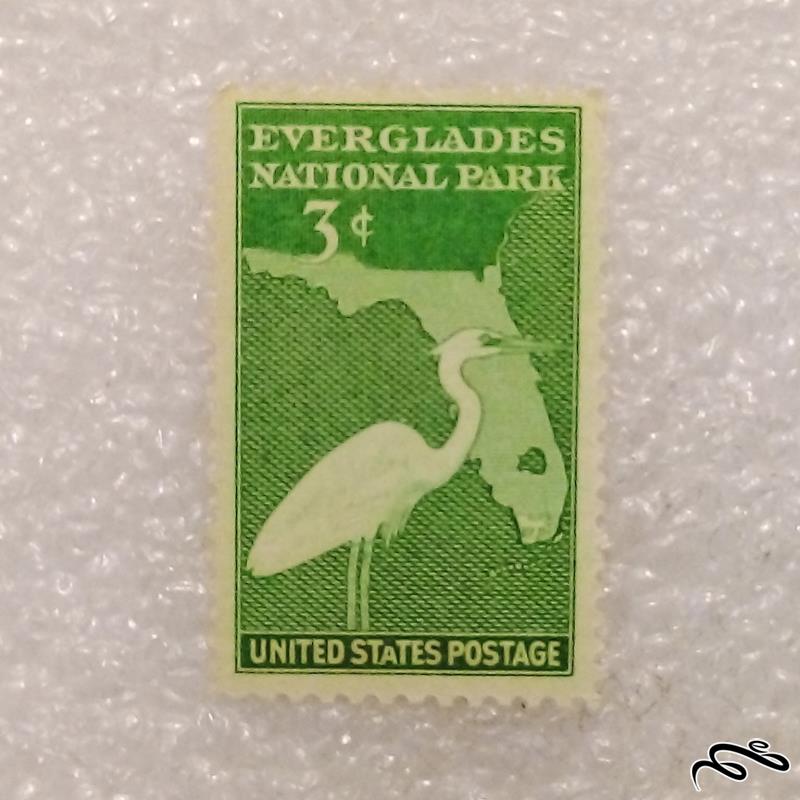 EVERGLADES
NATIONAL PARK
3¢
UNITED STATES POSTAGE